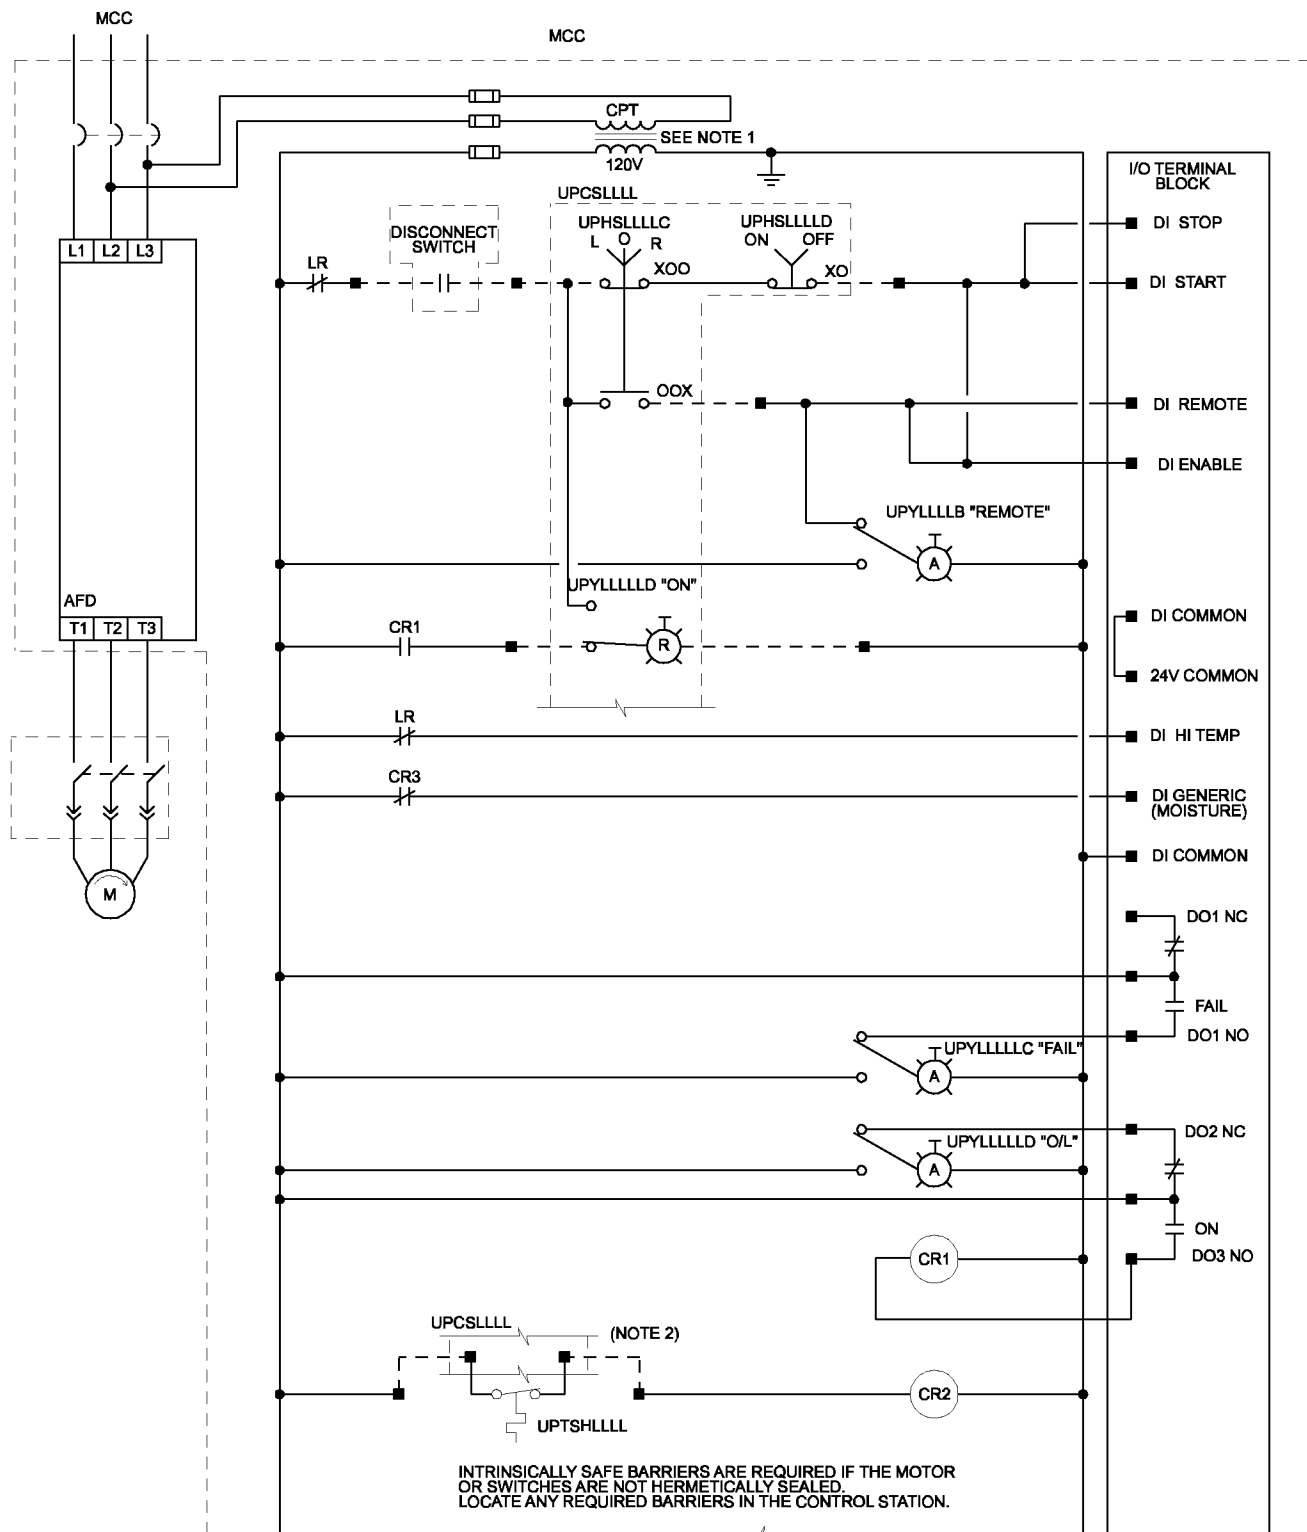 MCC
MCC
CPT
SEE NOTE 1
120V
I/O TERMINAL
BLOCK
UPCSLLLL
DI STOP
UPHSLLLLC
UPHSLLLLD
DISCONNECT
SWITCH
L O R
ON OFF
L1 L2 L3
LR
XOO
XO
DI START
OOX
DI REMOTE
DI ENABLE
UPYLLLLB "REMOTE"
A
UPYLLLLLD "ON"
AFD
T1 T2 T3
CR1
R
DI COMMON
24V COMMON
LR
DI HI TEMP
CR3
DI GENERIC
(MOISTURE)
DI COMMON
M
DO1 NC
FAIL
DO1 NO
UPYLLLLLC "FAIL"
A
DO2 NC
UPYLLLLLD "O/L"
A
ON
DO3 NO
CR1
UPCSLLLL
(NOTE 2)
CR2
UPTSHLLLL
INTRINSICALLY SAFE BARRIERS ARE REQUIRED IF THE MOTOR
OR SWITCHES ARE NOT HERMETICALLY SEALED.
LOCATE ANY REQUIRED BARRIERS IN THE CONTROL STATION.